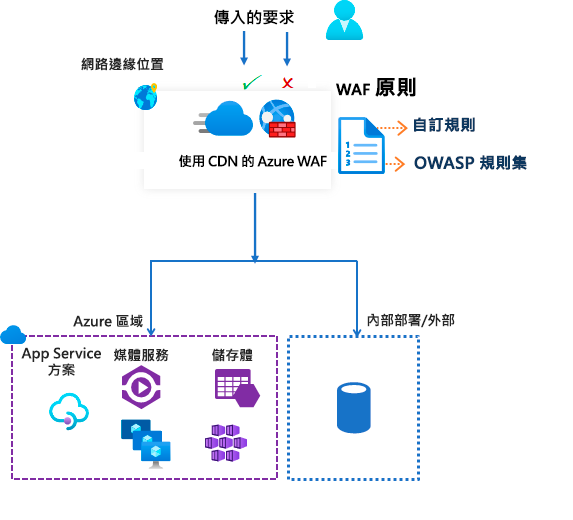 傳入的要求
網路邊緣位置
WAF 原則
自訂規則
1
2
3
使用 CDN 的 Azure WAF
OWASP 規則集
Azure 區域
內部部署/外部
App Service
方案
媒體服務
儲存體